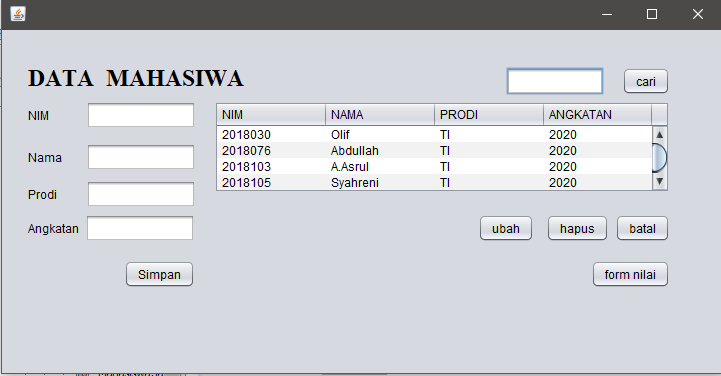 DATA MAHASIWA
cari
NIM
Nama
Prodi
Angkatan
Simpan
NIM NAMA PRODI ANGKATAN
2018030 Olif TI 2020
2018076 Abdullah TI 2020
2018103 A.Asrul TI 2020
2018105 Syahreni TI 2020
ubah hapus batal
form nilai